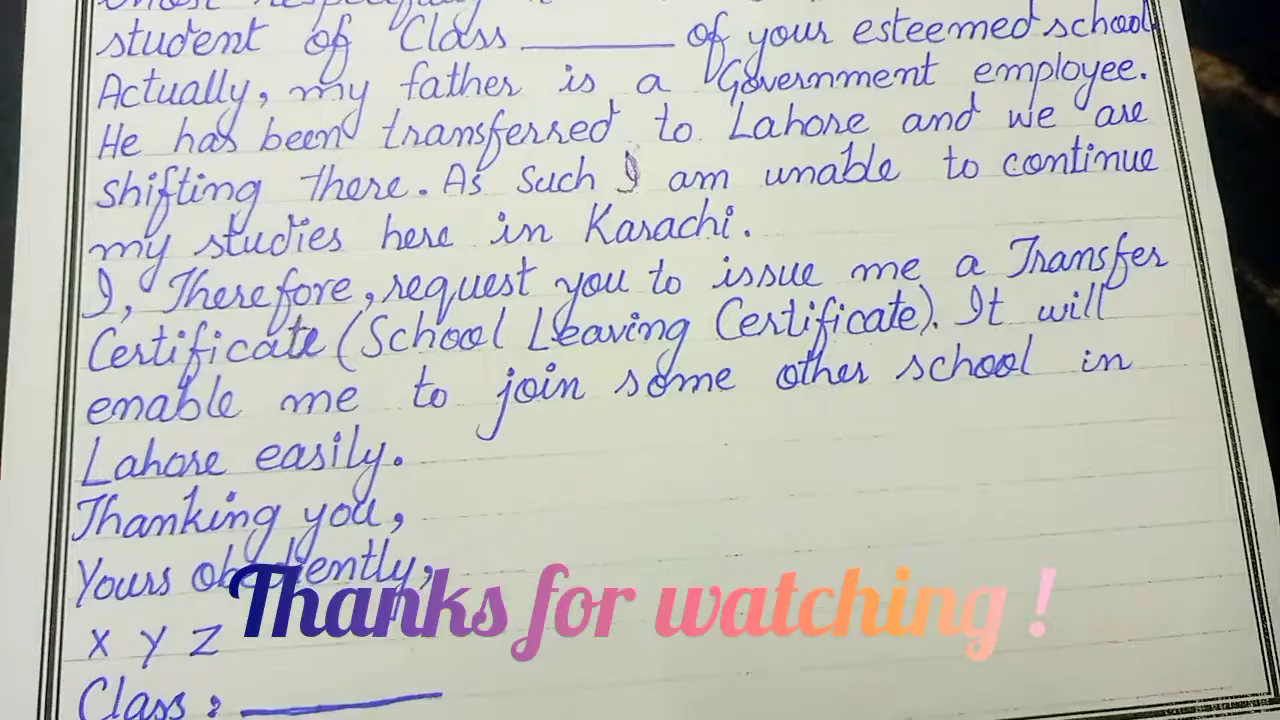 student of Class ______ of your esteemed school
Actually, my father is a Government employee.
He has been transferred to Lahore and we are
shifting there. As such I am unable to continue
my studies here in Karachi.
I, Therefore, request you to issue me a Transfer
Certificate (School Leaving Certificate). It will
enable me to join some other school in
Lahore easily.
Thanking you,
Yours obediently,
Thanks for watching !
X Y Z
Class : ______